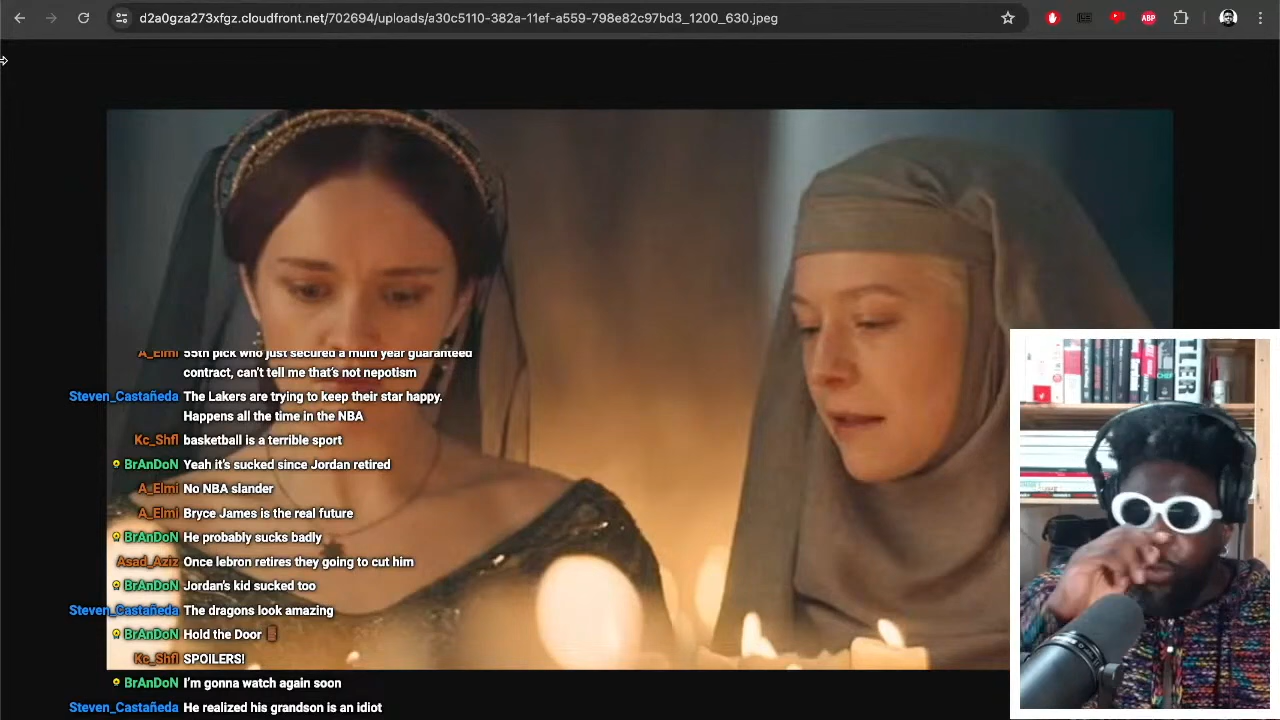 d2a0gza273xfgz.cloudfront.net/702694/uploads/a30c5110-382a-11ef-a559-798e82c97bd3_1200_630.jpeg
ABP
A_Elmi 55th pick who just secured a year guaranteed
contract, can't tell me that's not nepotism
Steven_Castañeda The Lakers are trying to keep their star happy.
Happens all the time in the NBA
Kc_Shfl basketball is a terrible sport
BrAnDoN Yeah it's sucked since Jordan retired
A_Elmi No NBA slander
A_Elmi Bryce James is the real future
BrAnDoN He probably sucks badly
Asad_Aziz Once lebron retires they going to cut him
BrAnDoN Jordan's kid sucked too
Steven_Castañeda The dragons look amazing
BrAnDoN Hold the Door 🚪
Kc_Shfl SPOILERS!
BrAnDoN I'm gonna watch again soon
Steven_Castañeda He realized his grandson is an idiot